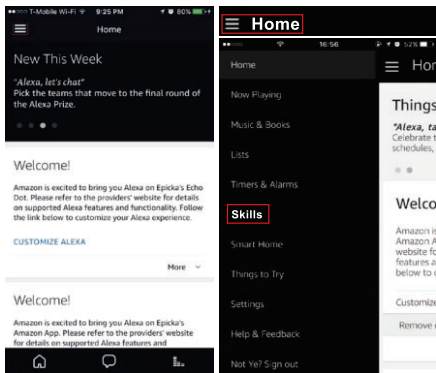 T-Mobile Wi-Fi 9:25 PM 80%
Home
New This Week
"Alexa, let's chat"
Pick the teams that move to the final round of
the Alexa Prize.
Welcome!
Amazon is excited to bring you Alexa on Epicka's Echo
Dot. Please refer to the providers' website for details
on supported Alexa features and functionality. Follow
the link below to customize your Alexa experience.
CUSTOMIZE ALEXA
More
Welcome!
Amazon is excited to bring you Alexa on Epicka's
Amazon App. Please refer to the providers' website
for details on supported Alexa features and
Home
16:56 52%
Home
Now Playing
Music & Books
Lists
Timers & Alarms
Skills
Smart Home
Things to Try
Settings
Help & Feedback
Not Ye? Sign out
Hom
Things
"Alexa, ta
Celebrate t
schedules,
Welco
Amazon is
Amazon A
website fo
features a
below to c
Customize
Remove